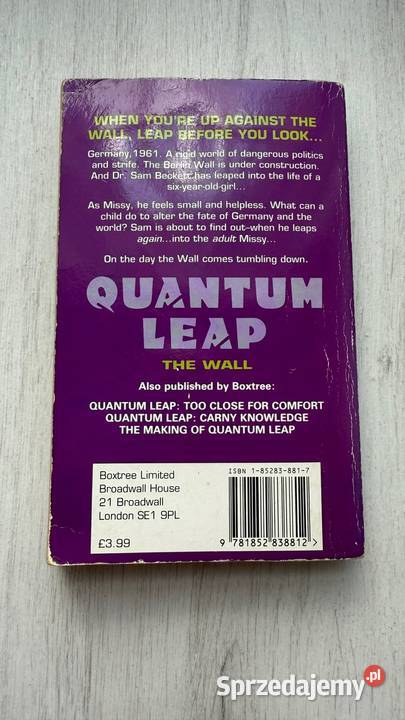 WHEN YOU'RE UP AGAINST THE
WALL, LEAP BEFORE YOU LOOK...
Germany, 1961. A rigid world of dangerous politics
and strife. The Berlin Wall is under construction.
And Dr. Sam Beckett has leaped into the life of a
six-year-old-girl...
As Missy, he feels small and helpless. What can a
child do to alter the fate of Germany and the
world? Sam is about to find out–when he leaps
again...into the adult Missy...
On the day the Wall comes tumbling down.
QUANTUM
LEAP
THE WALL
Also published by Boxtree:
QUANTUM LEAP: TOO CLOSE FOR COMFORT
QUANTUM LEAP: CARNY KNOWLEDGE
THE MAKING OF QUANTUM LEAP
Boxtree Limited
Broadwall House
21 Broadwall
London SE1 9PL
£3.99
ISBN 1-85283-881-7
9 781852 838812 >
Sprzedajemy.pl